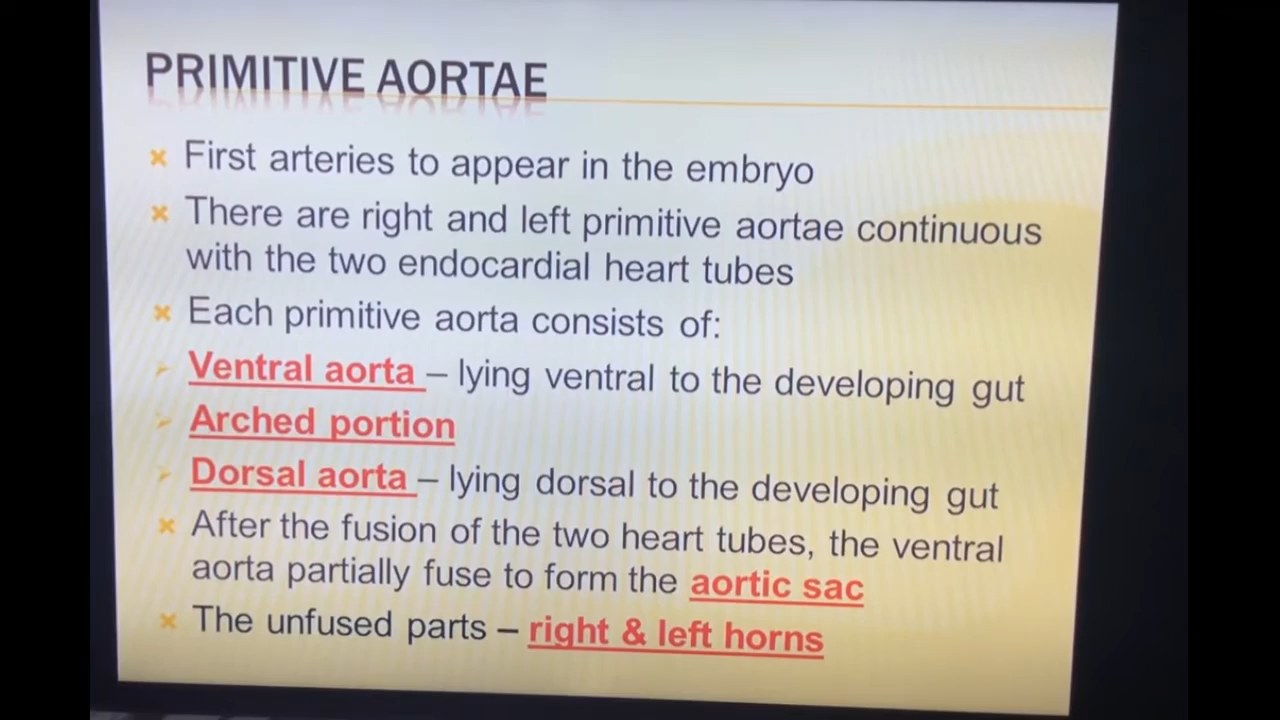 PRIMITIVE AORTAE
First arteries to appear in the embryo
There are right and left primitive aortae continuous
with the two endocardial heart tubes
Each primitive aorta consists of:
Ventral aorta – lying ventral to the developing gut
Arched portion
Dorsal aorta – lying dorsal to the developing gut
After the fusion of the two heart tubes, the ventral
aorta partially fuse to form the aortic sac
The unfused parts – right & left horns